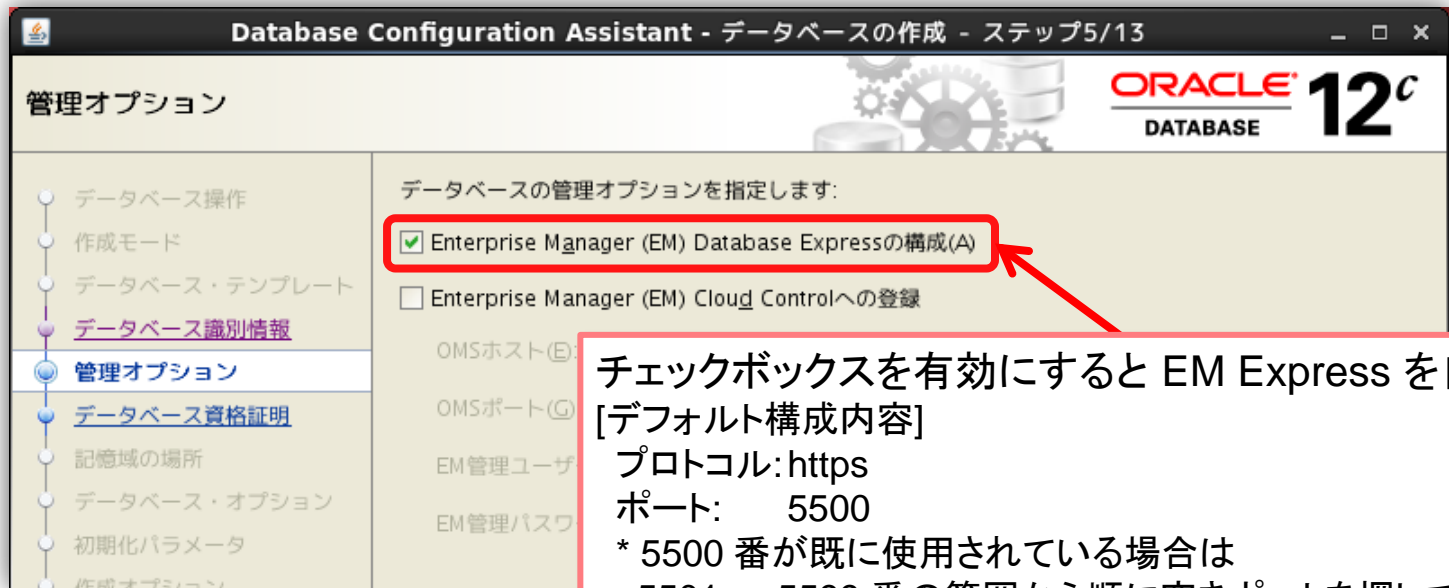 Database Configuration Assistant - データベースの作成 - ステップ5/13
管理オプション
ORACLE 12c
DATABASE
データベース操作
作成モード
データベース・テンプレート
データベース識別情報
管理オプション
データベース資格証明
記憶域の場所
データベース・オプション
初期化パラメータ
作成オプション
データベースの管理オプションを指定します:
Enterprise Manager (EM) Database Expressの構成(A)
Enterprise Manager (EM) Cloud Controlへの登録
OMSホスト(E):
OMSポート(G)
EM管理ユーザ
EM管理パスワ
チェックボックスを有効にすると EM Express を
[デフォルト構成内容]
プロトコル:https
ポート: 5500
* 5500 番が既に使用されている場合は